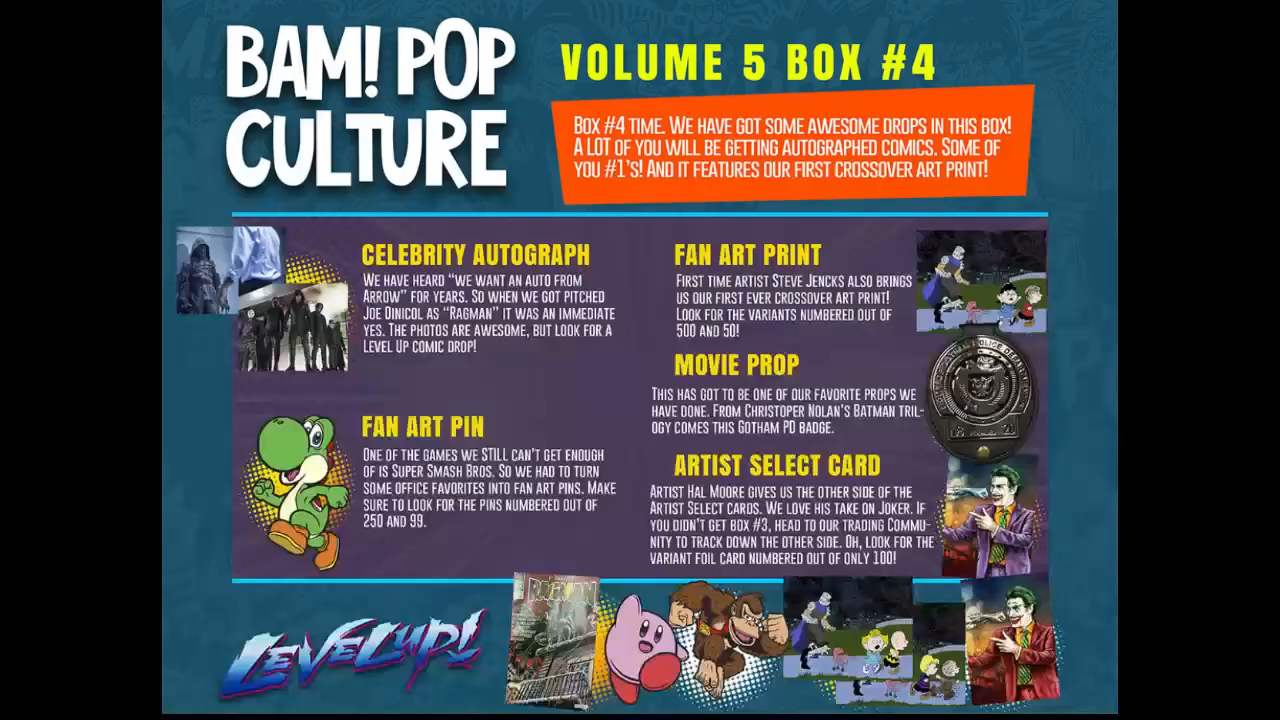 BAM! POP
CULTURE
VOLUME 5 BOX #4
BOX #4 TIME. WE HAVE GOT SOME AWESOME DROPS IN THIS BOX!
A LOT OF YOU WILL BE GETTING AUTOGRAPHED COMICS. SOME OF
YOU #1'S! AND IT FEATURES OUR FIRST CROSSOVER ART PRINT!
CELEBRITY AUTOGRAPH
WE HAVE HEARD "WE WANT AN AUTO FROM
ARROW" FOR YEARS. SO WHEN WE GOT PITCHED
JOE DINICOL AS "RAGMAN" IT WAS AN IMMEDIATE
YES. THE PHOTOS ARE AWESOME, BUT LOOK FOR A
LEVEL UP COMIC DROP!
FAN ART PIN
ONE OF THE GAMES WE STILL CAN'T GET ENOUGH
OF IS SUPER SMASH BROS. SO WE HAD TO TURN
SOME OFFICE FAVORITES INTO FAN ART PINS. MAKE
SURE TO LOOK FOR THE PINS NUMBERED OUT OF
250 AND 99.
FAN ART PRINT
FIRST TIME ARTIST STEVE JENCKS ALSO BRINGS
US OUR FIRST EVER CROSSOVER ART PRINT!
LOOK FOR THE VARIANTS NUMBERED OUT OF
500 AND 50!
MOVIE PROP
THIS HAS GOT TO BE ONE OF OUR FAVORITE PROPS WE
HAVE DONE. FROM CHRISTOPER NOLAN'S BATMAN TRIL-
OGY COMES THIS GOTHAM PD BADGE.
ARTIST SELECT CARD
ARTIST HAL MOORE GIVES US THE OTHER SIDE OF THE
ARTIST SELECT CARDS. WE LOVE HIS TAKE ON JOKER. IF
YOU DIDN'T GET BOX #3, HEAD TO OUR TRADING COMMU-
NITY TO TRACK DOWN THE OTHER SIDE. OH, LOOK FOR THE
VARIANT FOIL CARD NUMBERED OUT OF ONLY 100!
LEVELUP!
RAGMAN